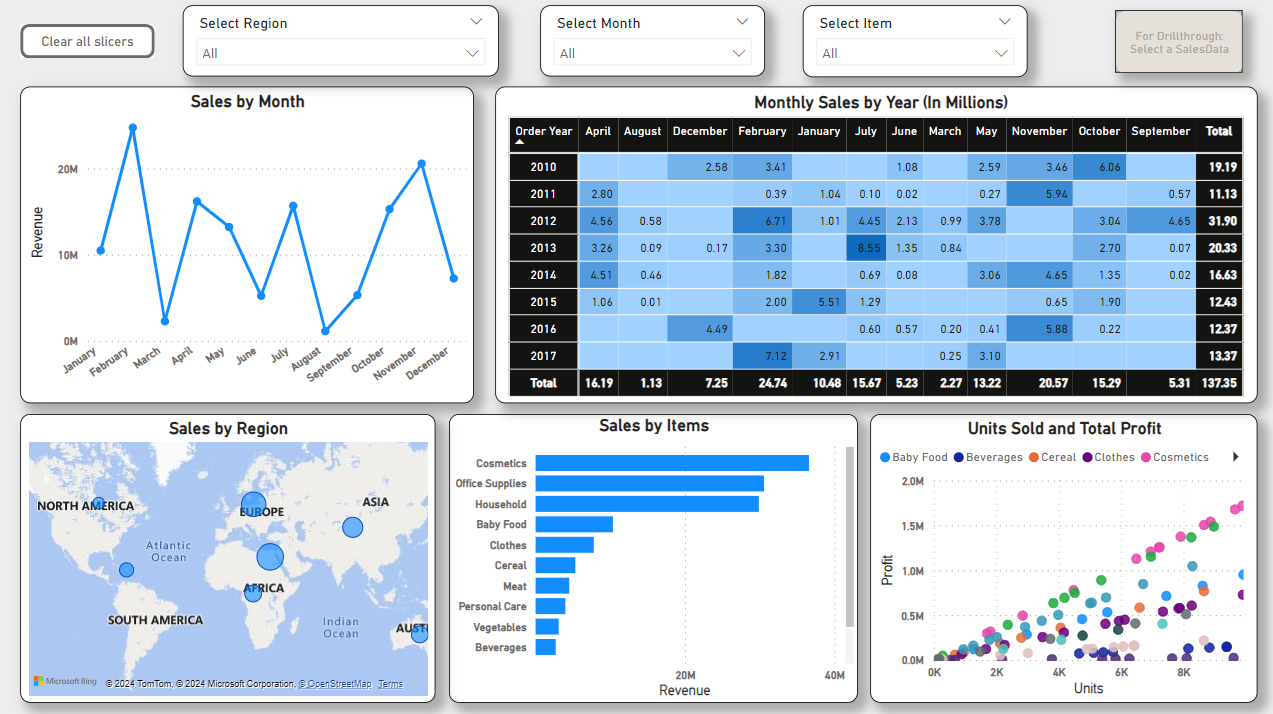 Clear all slicers
Select Region
All
Select Month
All
Select Item
All
For Drillthrough:
Select a SalesData
Sales by Month
Revenue
20M
10M
0M
January
February
March
April
May
June
July
August
September
October
November
December
Monthly Sales by Year (In Millions)
Order Year April August December February January July June March May November October September Total
2010 2.58 3.41 1.08 2.59 3.46 6.06 19.19
2011 2.80 0.39 1.04 0.10 0.02 0.27 5.94 0.57 11.13
2012 4.56 0.58 6.71 1.01 4.45 2.13 0.99 3.78 3.04 4.65 31.90
2013 3.26 0.09 0.17 3.30 8.55 1.35 0.84 2.70 0.07 20.33
2014 4.51 0.46 1.82 0.69 0.08 3.06 4.65 1.35 0.02 16.63
2015 1.06 0.01 2.00 5.51 1.29 0.65 1.90 12.43
2016 4.49 0.60 0.57 0.20 0.41 5.88 0.22 12.37
2017 7.12 2.91 0.25 3.10 13.37
Total 16.19 1.13 7.25 24.74 10.48 15.67 5.23 2.27 13.22 20.57 15.29 5.31 137.35
Sales by Region
NORTH AMERICA
EUROPE
ASIA
Atlantic
Ocean
AFRICA
SOUTH AMERICA
Indian
Ocean
AUST
Microsoft Bing
© 2024 TomTom, © 2024 Microsoft Corporation, © OpenStreetMap Terms
Sales by Items
Cosmetics
Office Supplies
Household
Baby Food
Clothes
Cereal
Meat
Personal Care
Vegetables
Beverages
20M 40M
Revenue
Units Sold and Total Profit
Baby Food Beverages Cereal Clothes Cosmetics
Profit
2.0M
1.5M
1.0M
0.5M
0.0M
0K 2K 4K 6K 8K
Units